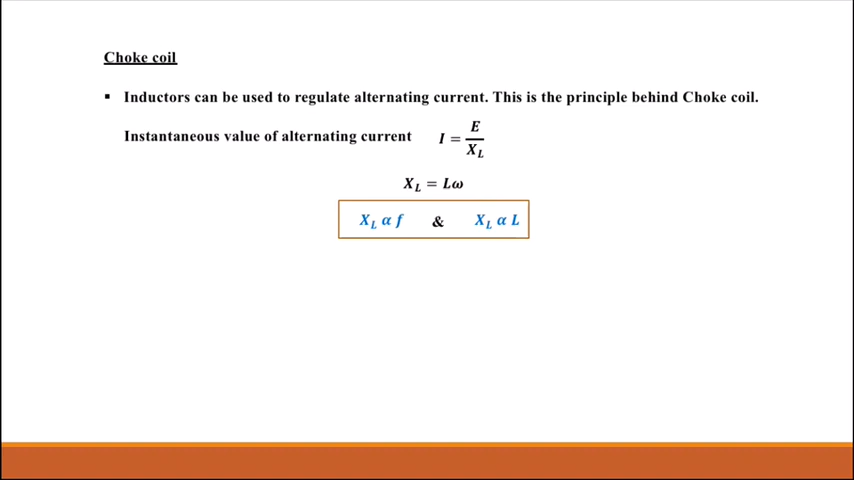 Choke coil
▪ Inductors can be used to regulate alternating current. This is the principle behind Choke coil.
Instantaneous value of alternating current I = E / X_L
X_L = Lω
X_L α f & X_L α L